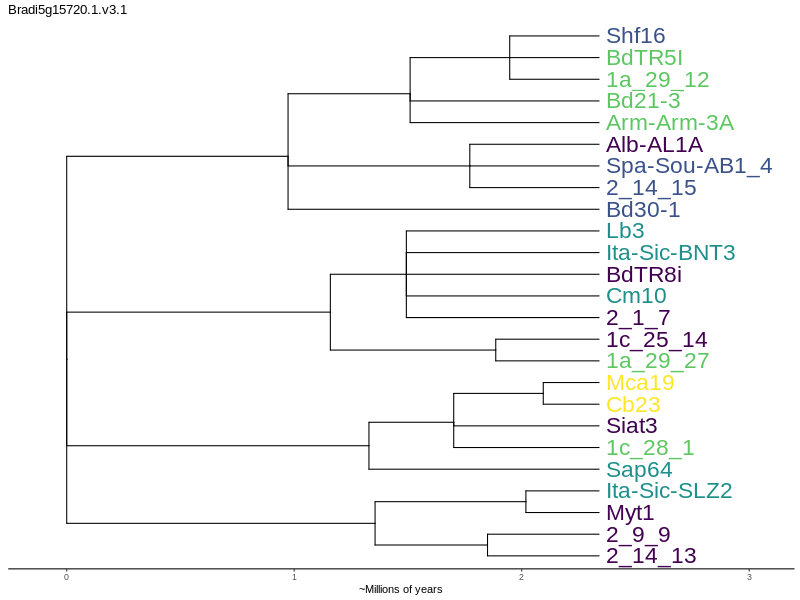 Bradi5g15720.1.v3.1
Shf16
BdTR5I
1a_29_12
Bd21-3
Arm-Arm-3A
Alb-AL1A
Spa-Sou-AB1_4
2_14_15
Bd30-1
Lb3
Ita-Sic-BNT3
BdTR8i
Cm10
2_1_7
1c_25_14
1a_29_27
Mca19
Cb23
Siat3
1c_28_1
Sap64
Ita-Sic-SLZ2
Myt1
2_9_9
2_14_13
0 1 2 3
~Millions of years